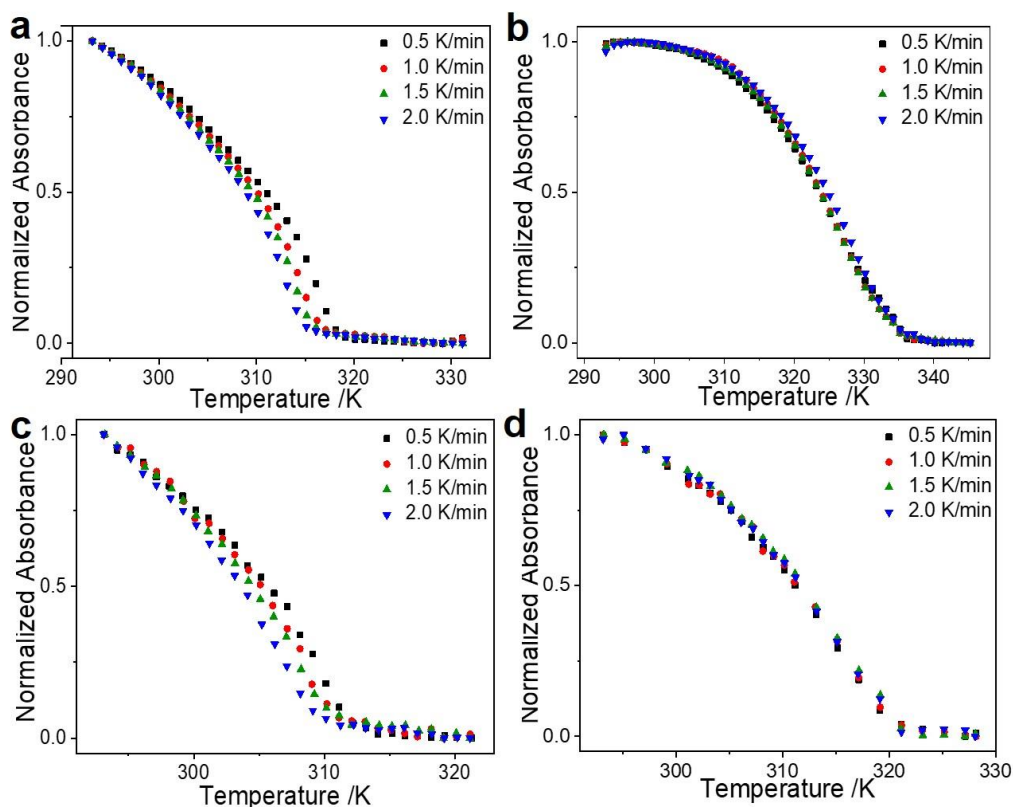 a
1.0
0.5
0.0
Normalized Absorbance
0.5 K/min
1.0 K/min
1.5 K/min
2.0 K/min
290 300 310 320 330
Temperature /K
b
1.0
0.5
0.0
Normalized Absorbance
0.5 K/min
1.0 K/min
1.5 K/min
2.0 K/min
290 300 310 320 330 340
Temperature /K
c
1.0
0.5
0.0
Normalized Absorbance
0.5 K/min
1.0 K/min
1.5 K/min
2.0 K/min
300 310 320
Temperature /K
d
1.0
0.5
0.0
Normalized Absorbance
0.5 K/min
1.0 K/min
1.5 K/min
2.0 K/min
300 310 320 330
Temperature /K